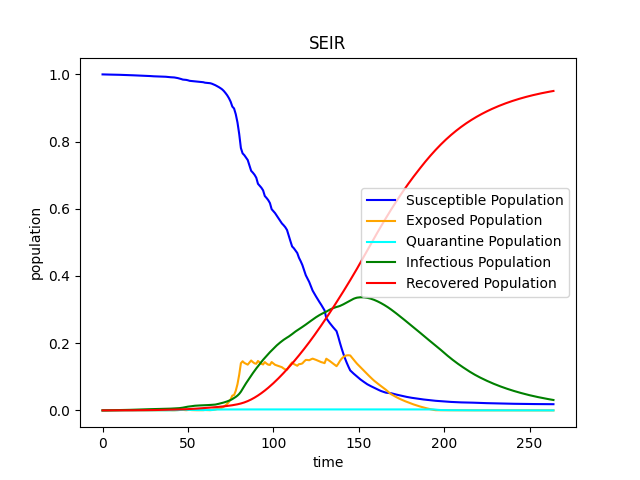 SEIR
1.0
0.8
0.6
0.4
0.2
0.0
population
Susceptible Population
Exposed Population
Quarantine Population
Infectious Population
Recovered Population
0 50 100 150 200 250
time